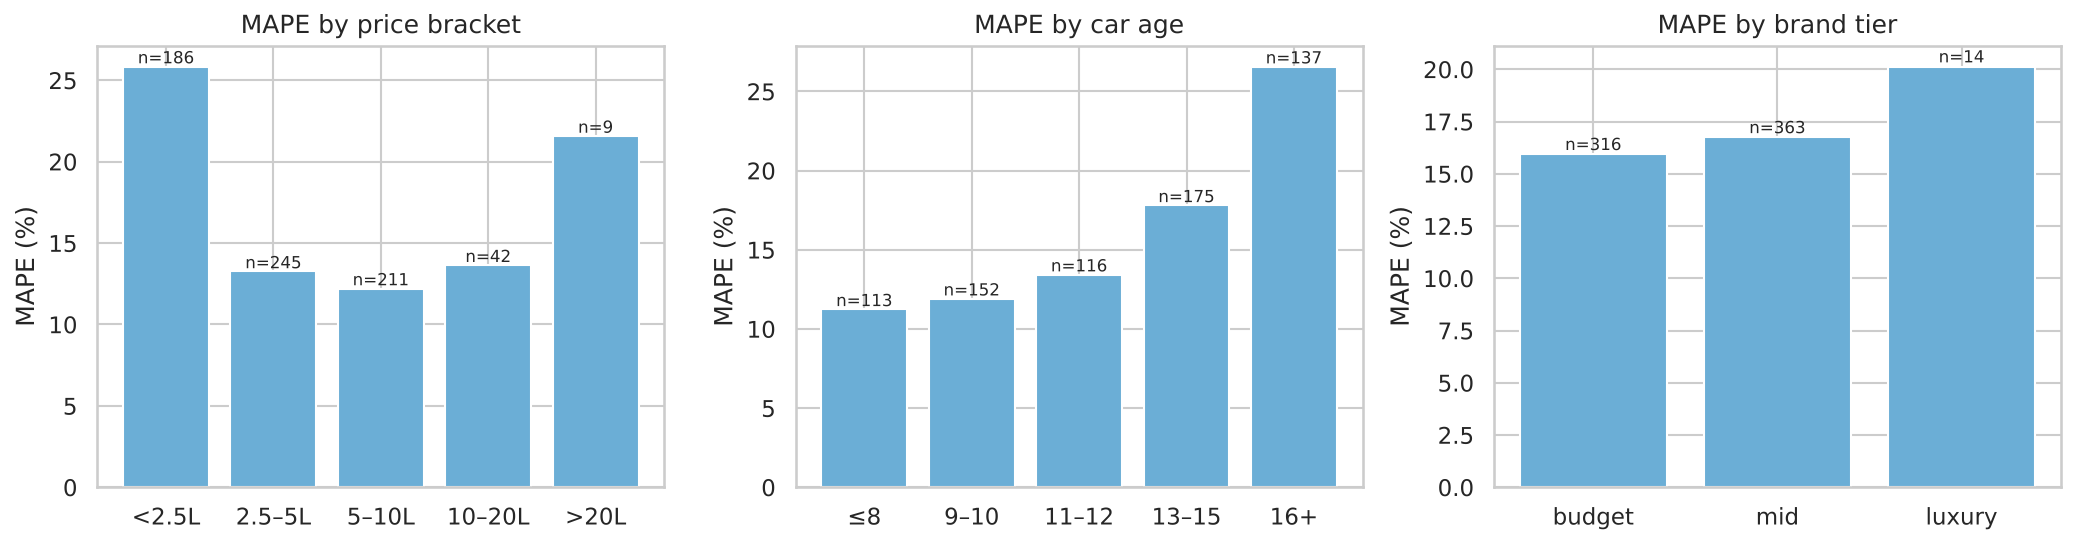 MAPE by price bracket
MAPE (%)
25
20
15
10
5
0
n=186
n=245
n=211
n=42
n=9
<2.5L
2.5–5L
5–10L
10–20L
>20L
MAPE by car age
MAPE (%)
25
20
15
10
5
0
n=113
n=152
n=116
n=175
n=137
≤8
9–10
11–12
13–15
16+
MAPE by brand tier
MAPE (%)
20.0
17.5
15.0
12.5
10.0
7.5
5.0
2.5
0.0
n=316
n=363
n=14
budget
mid
luxury